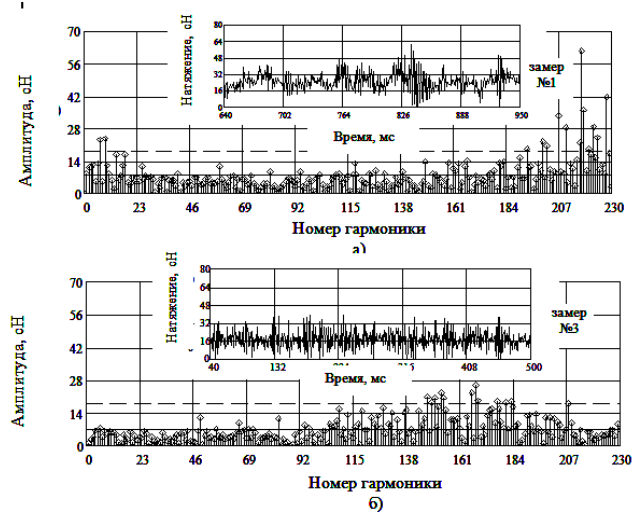 Амплитуда, сН
70
56
42
28
14
0
Натяжение, сН
80
64
48
32
16
0
640 702 764 826 888 950
Время, мс
замер
№1
0 23 46 69 92 115 138 161 184 207 230
Номер гармоники
а)
Амплитуда, сН
70
56
42
28
14
0
Натяжение, сН
80
64
48
32
16
0
40 132 408 500
Время, мс
замер
№3
0 23 46 69 92 115 138 161 184 207 230
Номер гармоники
б)